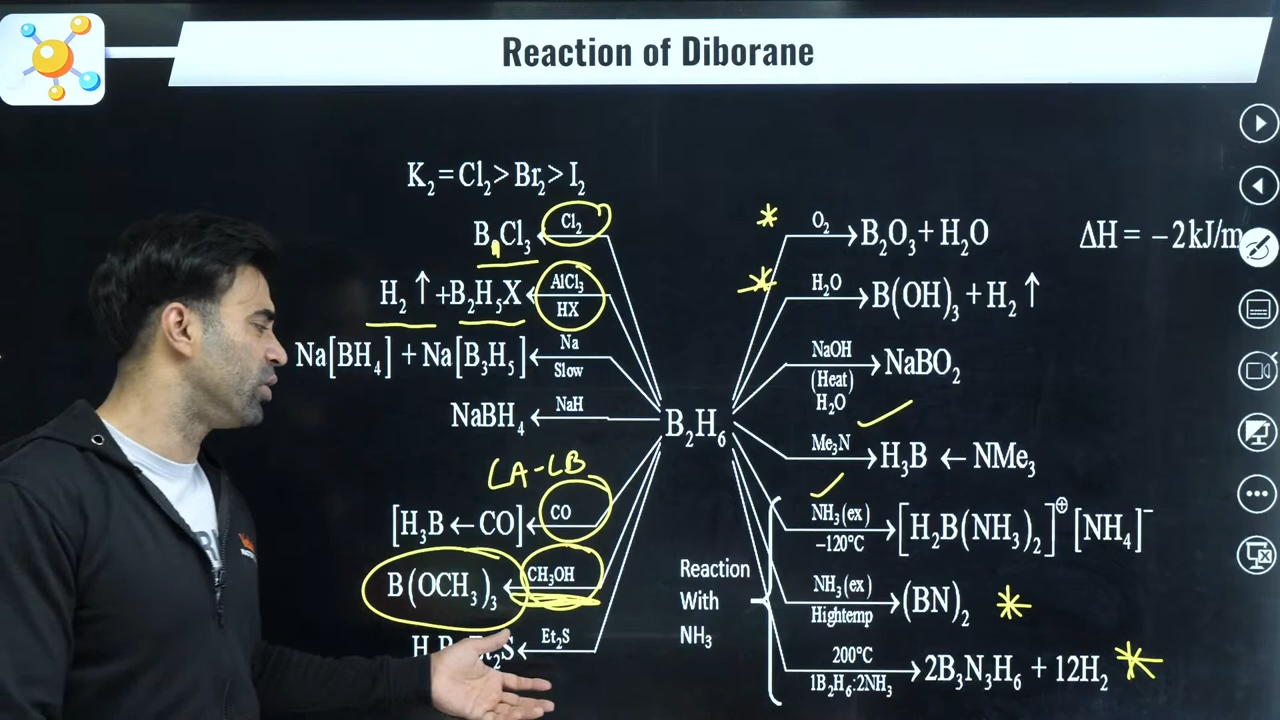 Reaction of Diborane
K₂ = Cl₂ > Br₂ > I₂
B₁Cl₃ ← Cl₂
H₂ ↑ + B₂H₅X ← AlCl₃ HX
Na[BH₄] + Na[B₃H₅] ← Na Slow
NaBH₄ ← NaH
LA-LB
[H₃B ← CO] ← CO
B(OCH₃)₃ ← CH₃OH
← Et₂S
B₂H₆
* O₂ → B₂O₃ + H₂O ΔH = −2 kJ/m
* H₂O → B(OH)₃ + H₂ ↑
NaOH (Heat) H₂O → NaBO₂
Me₃N → H₃B ← NMe₃
Reaction
With
NH₃
NH₃(ex) −120°C → [H₂B(NH₃)₂]⊕ [NH₄]⁻
NH₃(ex) Hightemp → (BN)₂ *
200°C 1B₂H₆:2NH₃ → 2B₃N₃H₆ + 12H₂ *